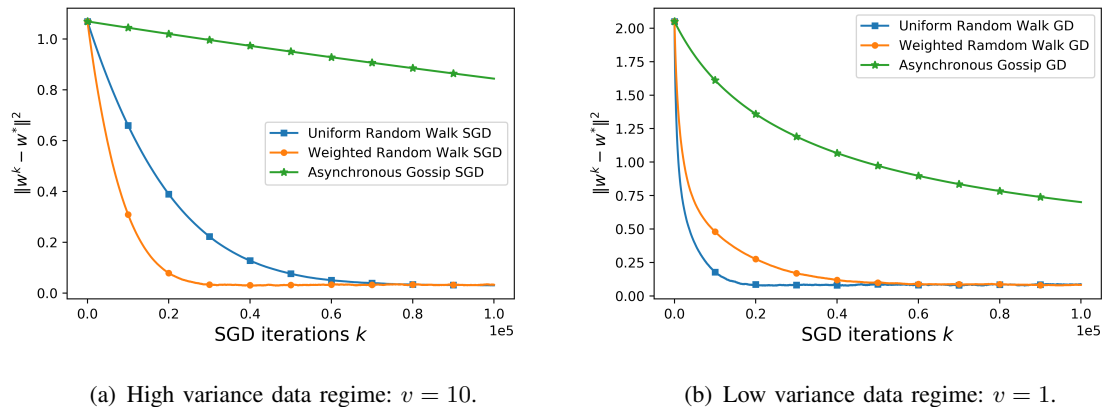 1.0
0.8
0.6
0.4
0.2
0.0
‖w^k − w*‖²
Uniform Random Walk SGD
Weighted Random Walk SGD
Asynchronous Gossip SGD
0.0 0.2 0.4 0.6 0.8 1.0
1e5
SGD iterations k
(a) High variance data regime: v = 10.
2.00
1.75
1.50
1.25
1.00
0.75
0.50
0.25
0.00
‖w^k − w*‖²
Uniform Random Walk GD
Weighted Ramdom Walk GD
Asynchronous Gossip GD
0.0 0.2 0.4 0.6 0.8 1.0
1e5
SGD iterations k
(b) Low variance data regime: v = 1.